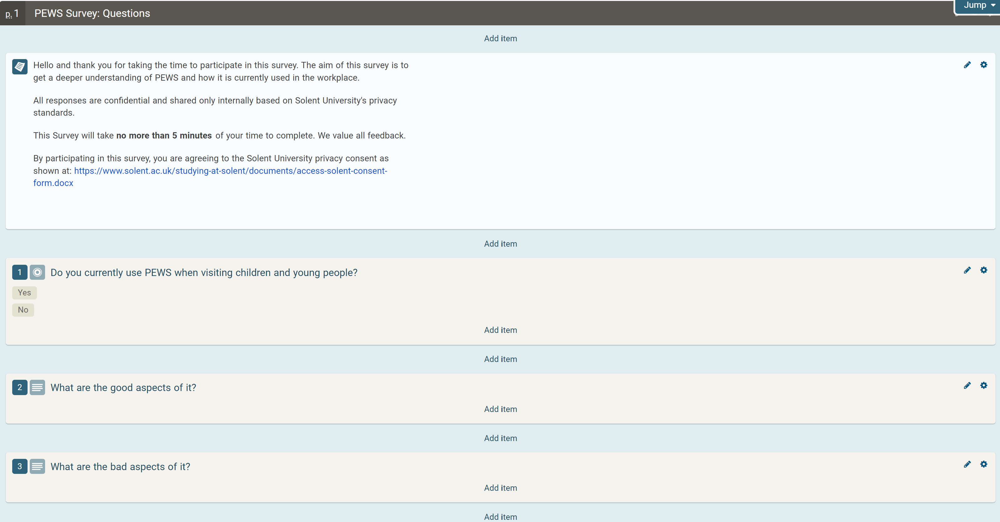 p. 1 PEWS Survey: Questions
Jump
Add item
Hello and thank you for taking the time to participate in this survey. The aim of this survey is to
get a deeper understanding of PEWS and how it is currently used in the workplace.
All responses are confidential and shared only internally based on Solent University's privacy
standards.
This Survey will take no more than 5 minutes of your time to complete. We value all feedback.
By participating in this survey, you are agreeing to the Solent University privacy consent as
shown at: https://www.solent.ac.uk/studying-at-solent/documents/access-solent-consent-
form.docx
Add item
1 Do you currently use PEWS when visiting children and young people?
Yes
No
Add item
Add item
2 What are the good aspects of it?
Add item
Add item
3 What are the bad aspects of it?
Add item
Add item